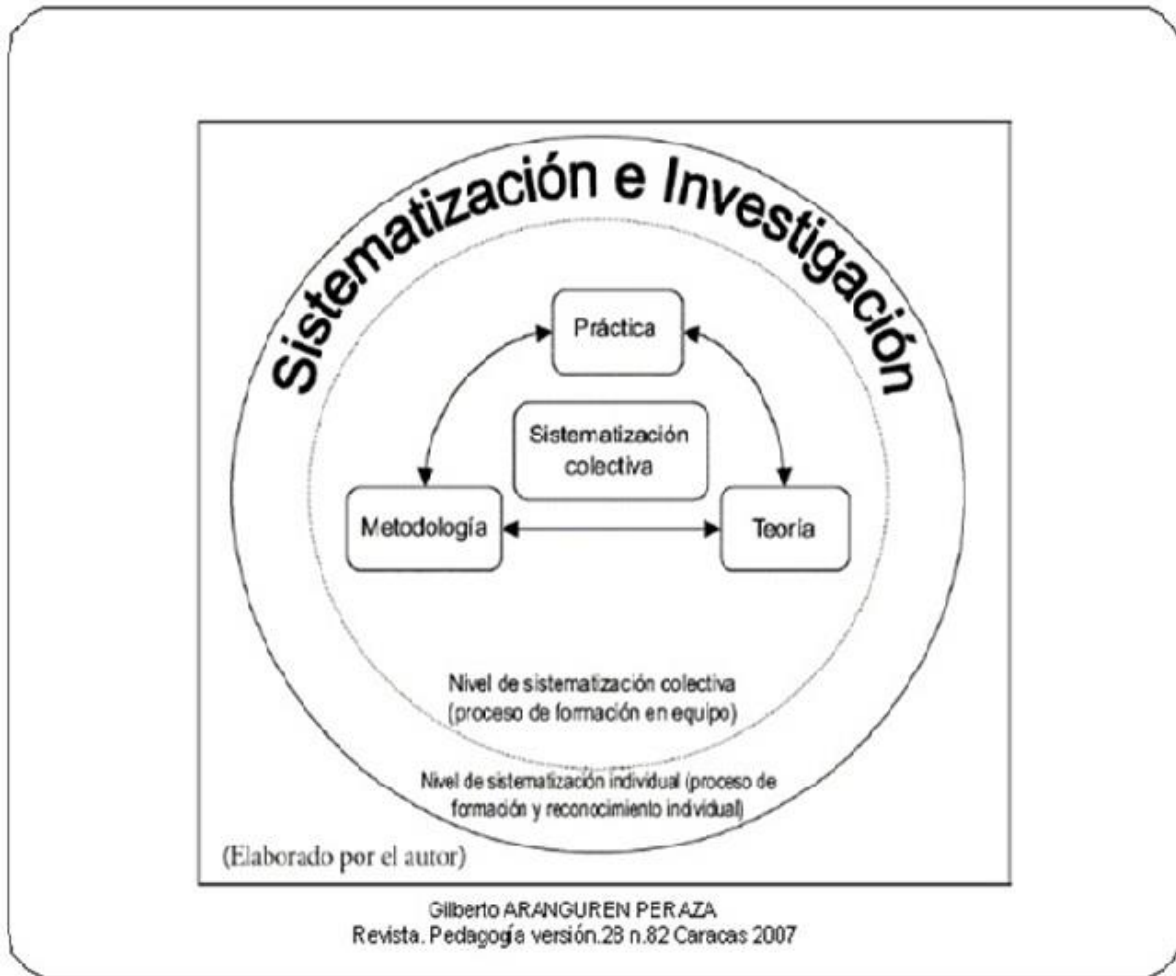 Sistematización e Investigación
Práctica
Sistematización
colectiva
Metodología
Teoría
Nivel de sistematización colectiva
(proceso de formación en equipo)
Nivel de sistematización individual (proceso de
formación y reconocimiento individual)
(Elaborado por el autor)
Gilberto ARANGUREN PERAZA
Revista. Pedagogía versión.28 n.82 Caracas 2007